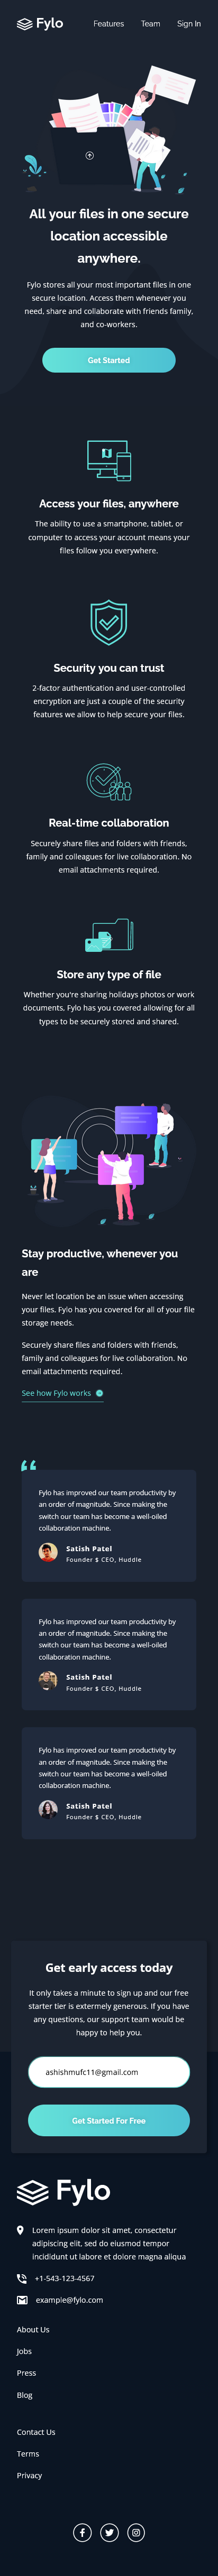 Fylo
Features Team Sign In
All your files in one secure
location accessible
anywhere.
Fylo stores all your most important files in one
secure location. Access them whenever you
need, share and collaborate with friends family,
and co-workers.
Get Started
Access your files, anywhere
The ability to use a smartphone, tablet, or
computer to access your account means your
files follow you everywhere.
Security you can trust
2-factor authentication and user-controlled
encryption are just a couple of the security
features we allow to help secure your files.
Real-time collaboration
Securely share files and folders with friends,
family and colleagues for live collaboration. No
email attachments required.
Store any type of file
Whether you're sharing holidays photos or work
documents, Fylo has you covered allowing for all
types to be securely stored and shared.
Stay productive, whenever you
are
Never let location be an issue when accessing
your files. Fylo has you covered for all of your file
storage needs.
Securely share files and folders with friends,
family and colleagues for live collaboration. No
email attachments required.
See how Fylo works
“
Fylo has improved our team productivity by
an order of magnitude. Since making the
switch our team has become a well-oiled
collaboration machine.
Satish Patel
Founder $ CEO, Huddle
Fylo has improved our team productivity by
an order of magnitude. Since making the
switch our team has become a well-oiled
collaboration machine.
Satish Patel
Founder $ CEO, Huddle
Fylo has improved our team productivity by
an order of magnitude. Since making the
switch our team has become a well-oiled
collaboration machine.
Satish Patel
Founder $ CEO, Huddle
Get early access today
It only takes a minute to sign up and our free
starter tier is extermely generous. If you have
any questions, our support team would be
happy to help you.
ashishmufc11@gmail.com
Get Started For Free
Fylo
Lorem ipsum dolor sit amet, consectetur
adipiscing elit, sed do eiusmod tempor
incididunt ut labore et dolore magna aliqua
+1-543-123-4567
example@fylo.com
About Us
Jobs
Press
Blog
Contact Us
Terms
Privacy